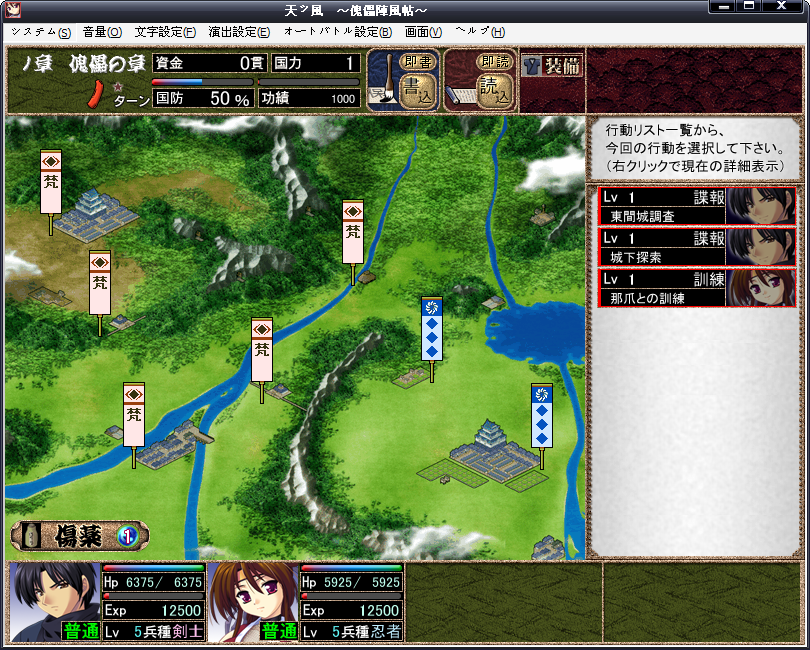 天ツ風　～傀儡陣風帖～
システム(S) 音量(O) 文字設定(F) 演出設定(E) オートバトル設定(B) 画面(V) ヘルプ(H)
ノ章 傀儡の章
資金 0貫 国力 1
ターン
国防 50% 功績 1000
即書
書込
即読
読込
装備
行動リスト一覧から、
今回の行動を選択して下さい。
（右クリックで現在の詳細表示）
Lv 1 諜報
東間城調査
Lv 1 諜報
城下探索
Lv 1 訓練
那爪との訓練
梵
梵
梵
梵
梵
傷薬 5
Hp 6375/ 6375
Exp 12500
普通 Lv 5兵種剣士
Hp 5925/ 5925
Exp 12500
普通 Lv 5兵種忍者